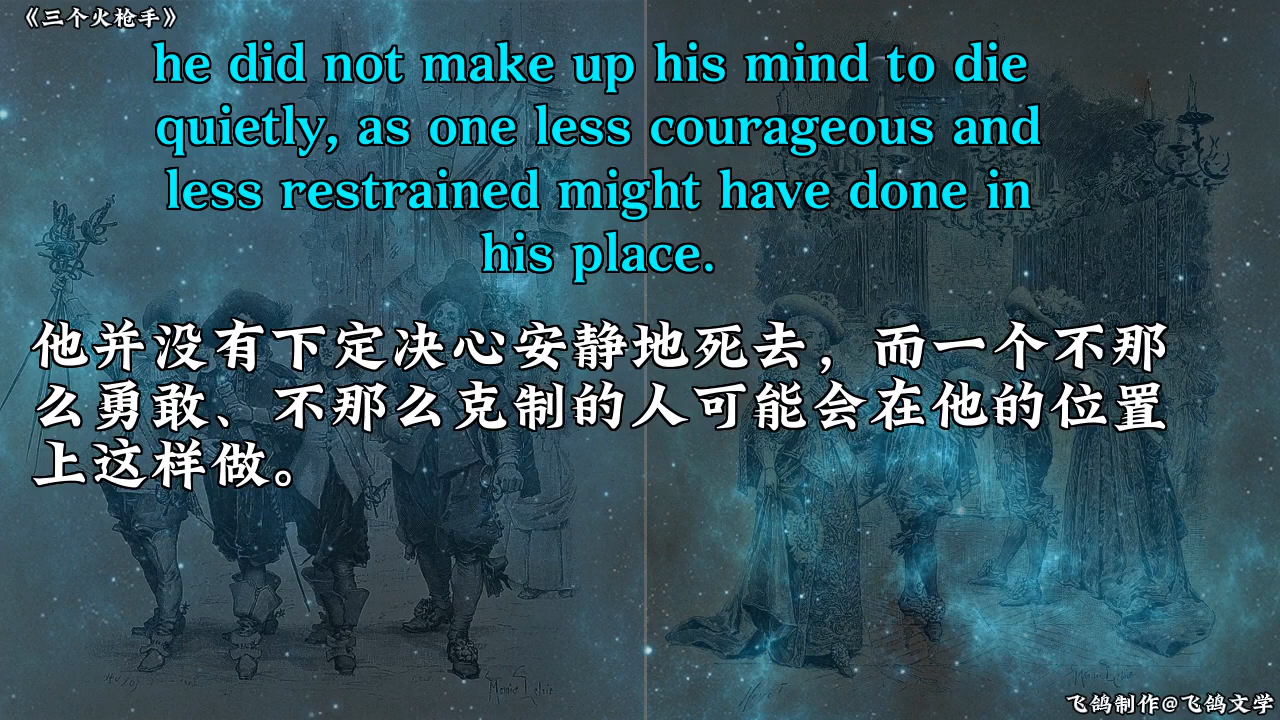 《三个火枪手》
he did not make up his mind to die
quietly, as one less courageous and
less restrained might have done in
his place.
他并没有下定决心安静地死去，而一个不那
么勇敢、不那么克制的人可能会在他的位置
上这样做。
飞鸽制作@飞鸽文学